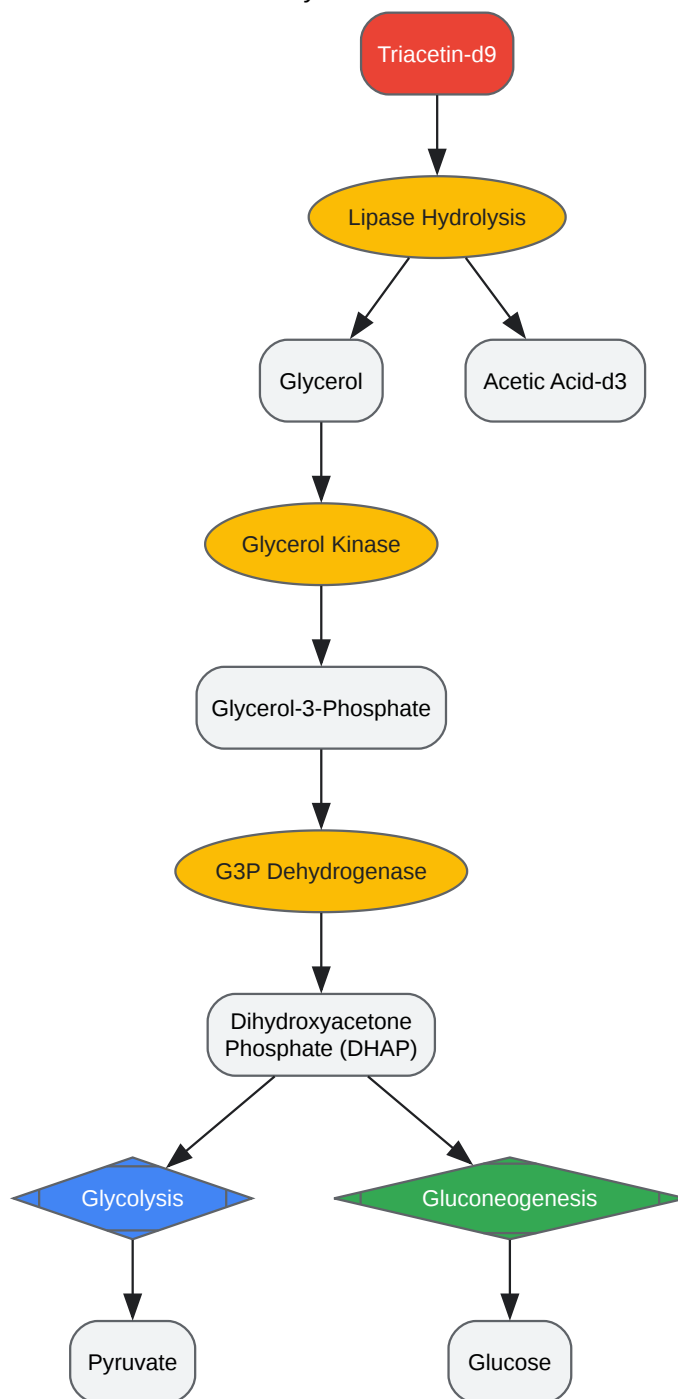 Triacetin-d9
Lipase Hydrolysis
Glycerol
Acetic Acid-d3
Glycerol Kinase
Glycerol-3-Phosphate
G3P Dehydrogenase
Dihydroxyacetone
Phosphate (DHAP)
Glycolysis
Gluconeogenesis
Pyruvate
Glucose